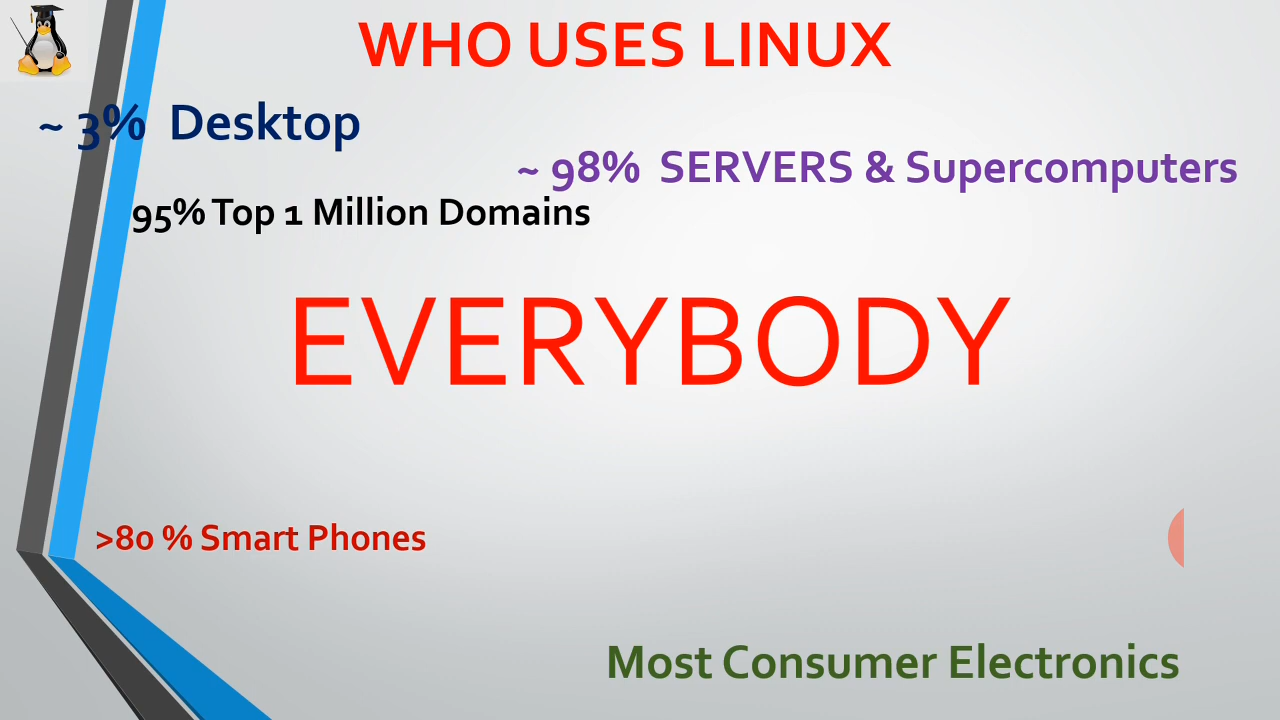 WHO USES LINUX
~ 3% Desktop
~ 98% SERVERS & Supercomputers
95% Top 1 Million Domains
EVERYBODY
>80 % Smart Phones
Most Consumer Electronics